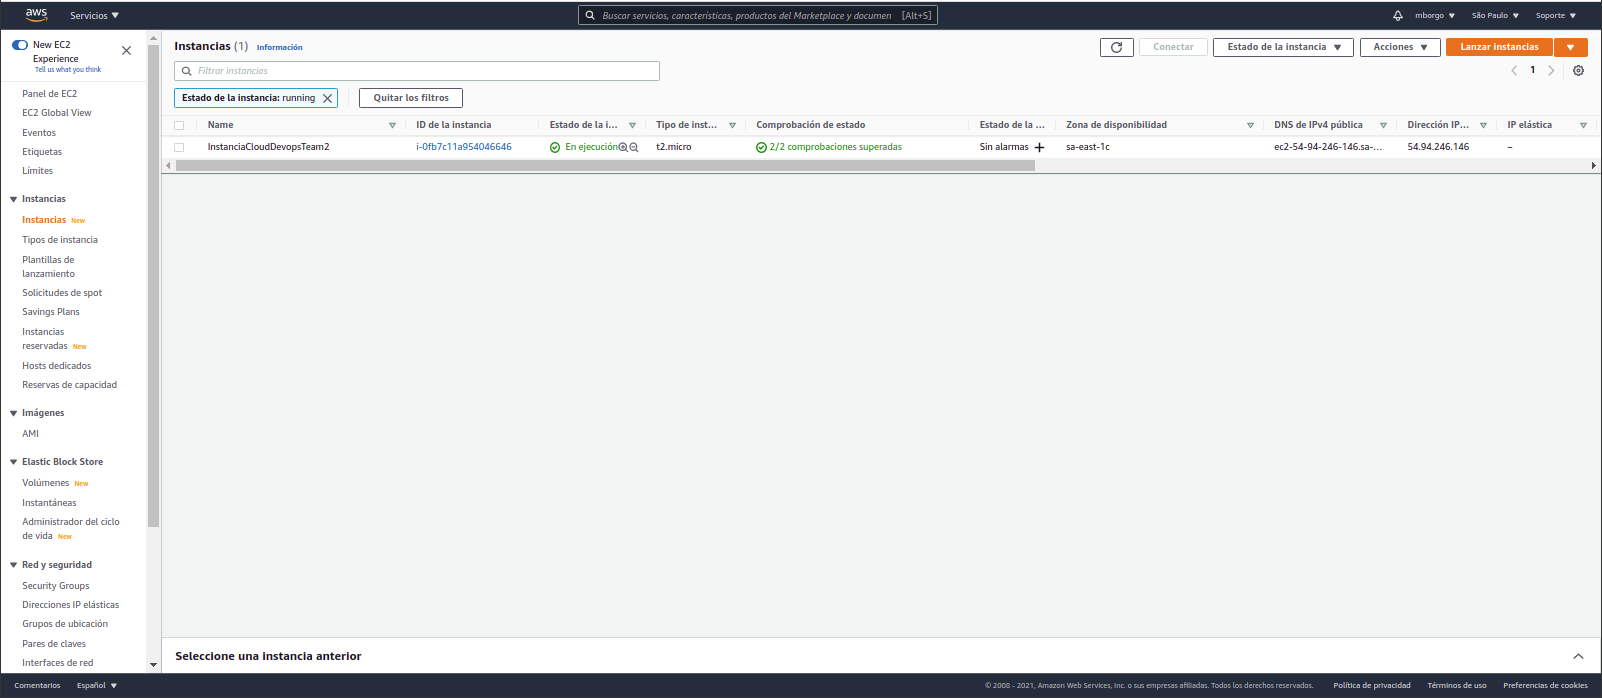 aws Servicios Buscar servicios, características, productos del Marketplace y documen [Alt+S] mborgo São Paulo Soporte
New EC2
Experience
Tell us what you think
Panel de EC2
EC2 Global View
Eventos
Etiquetas
Límites
Instancias
Instancias New
Tipos de instancia
Plantillas de
lanzamiento
Solicitudes de spot
Savings Plans
Instancias
reservadas New
Hosts dedicados
Reservas de capacidad
Imágenes
AMI
Elastic Block Store
Volúmenes New
Instantáneas
Administrador del ciclo
de vida New
Red y seguridad
Security Groups
Direcciones IP elásticas
Grupos de ubicación
Pares de claves
Interfaces de red
Instancias (1) Información Conectar Estado de la instancia Acciones Lanzar instancias
Filtrar instancias 1
Estado de la instancia: running Quitar los filtros
Name ID de la instancia Estado de la i... Tipo de inst... Comprobación de estado Estado de la ... Zona de disponibilidad DNS de IPv4 pública Dirección IP... IP elástica
InstanciaCloudDevopsTeam2 i-0fb7c11a954046646 En ejecución t2.micro 2/2 comprobaciones superadas Sin alarmas sa-east-1c ec2-54-94-246-146.sa-... 54.94.246.146 –
Seleccione una instancia anterior
Comentarios Español © 2008 - 2021, Amazon Web Services, Inc. o sus empresas afiliadas. Todos los derechos reservados. Política de privacidad Términos de uso Preferencias de cookies